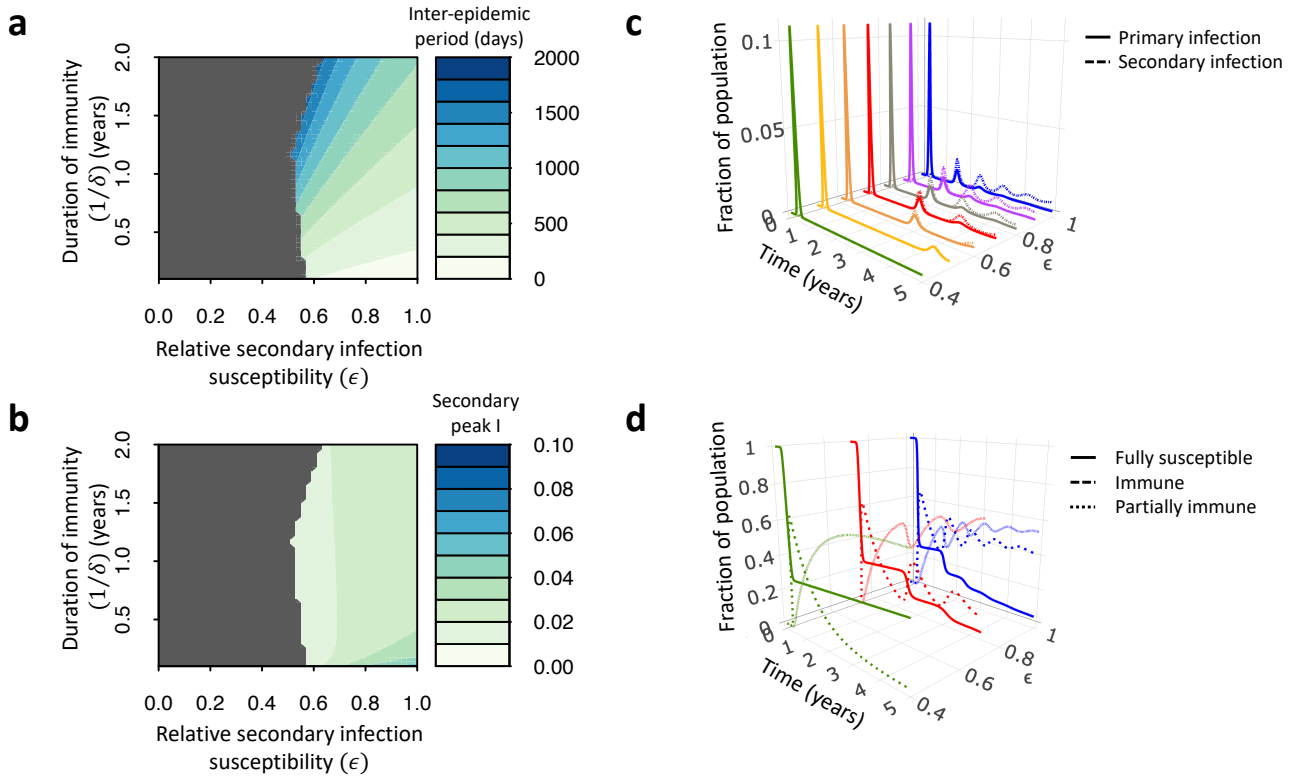 a
Inter-epidemic
period (days)
Duration of immunity
(1/δ) (years)
2.0
1.5
1.0
0.5
0.0 0.2 0.4 0.6 0.8 1.0
Relative secondary infection
susceptibility (ϵ)
2000
1500
1000
500
0
b
Secondary
peak I
Duration of immunity
(1/δ) (years)
2.0
1.5
1.0
0.5
0.0 0.2 0.4 0.6 0.8 1.0
Relative secondary infection
susceptibility (ϵ)
0.10
0.08
0.06
0.04
0.02
0.00
c
Primary infection
Secondary infection
Fraction of population
0.1
0.05
0
0 1 2 3 4 5
Time (years)
0.4 0.6 0.8 1
ϵ
d
Fully susceptible
Immune
Partially immune
Fraction of population
1
0.8
0.6
0.4
0.2
0
0 1 2 3 4 5
Time (years)
0.4 0.6 0.8 1
ϵ